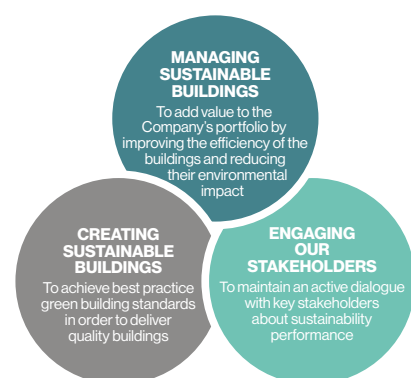 MANAGING
SUSTAINABLE
BUILDINGS
To add value to the
Company's portfolio by
improving the efficiency of the
buildings and reducing
their environmental
impact
CREATING
SUSTAINABLE
BUILDINGS
To achieve best practice
green building standards
in order to deliver
quality buildings
ENGAGING
OUR
STAKEHOLDERS
To maintain an active dialogue
with key stakeholders
about sustainability
performance